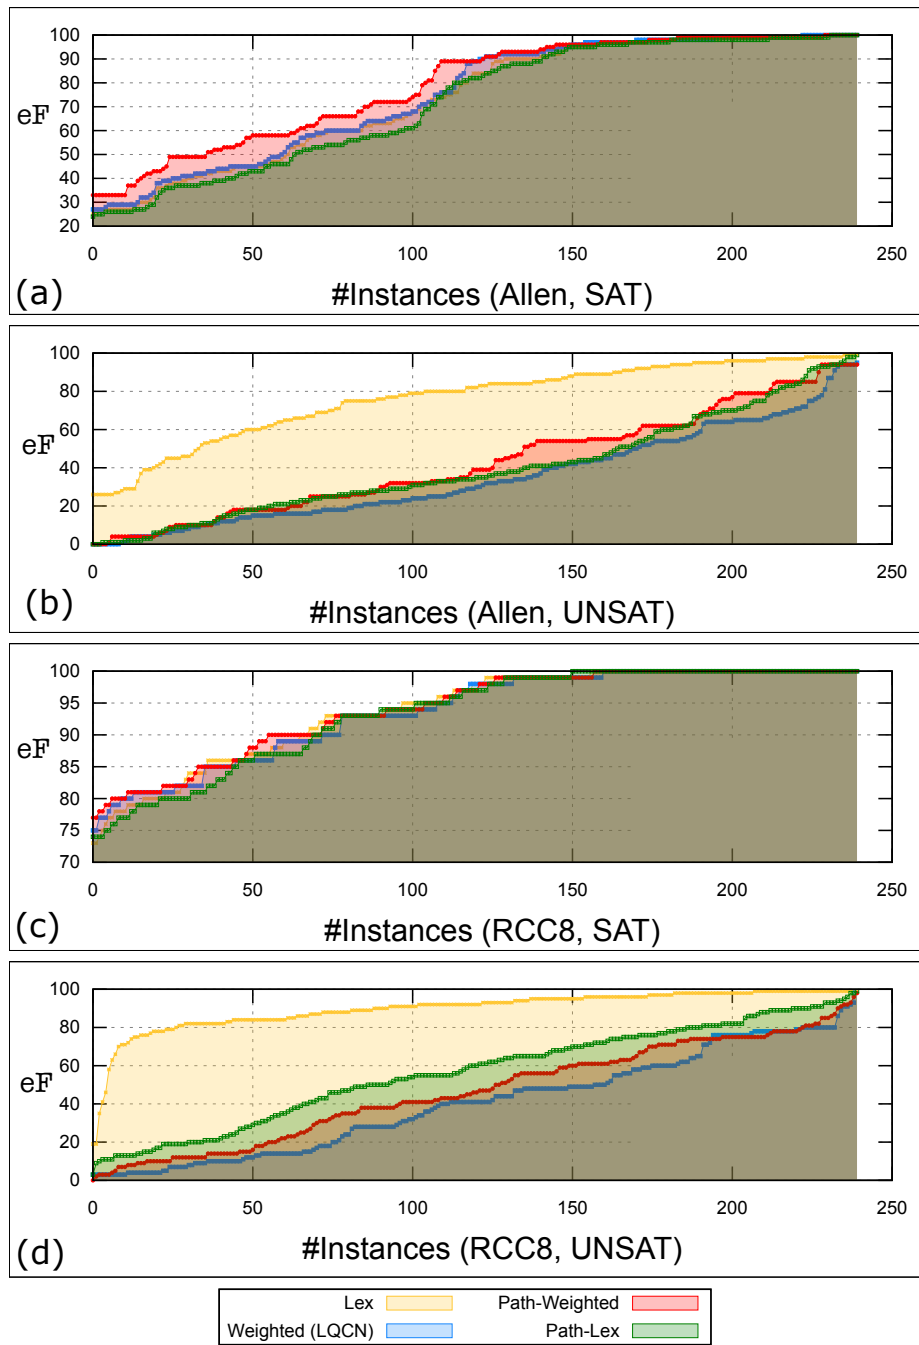 100
90
80
70
eF
60
50
40
30
20
0 50 100 150 200 250
(a)
#Instances (Allen, SAT)
100
80
60
eF
40
20
0
0 50 100 150 200 250
(b)
#Instances (Allen, UNSAT)
100
95
90
eF
85
80
75
70
0 50 100 150 200 250
(c)
#Instances (RCC8, SAT)
100
80
60
eF
40
20
0
0 50 100 150 200 250
(d)
#Instances (RCC8, UNSAT)
Lex Path-Weighted
Weighted (LQCN) Path-Lex